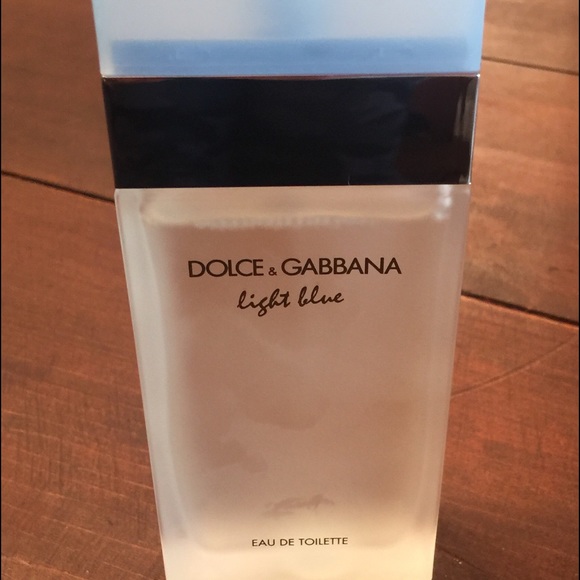 DOLCE & GABBANA
light blue
EAU DE TOILETTE